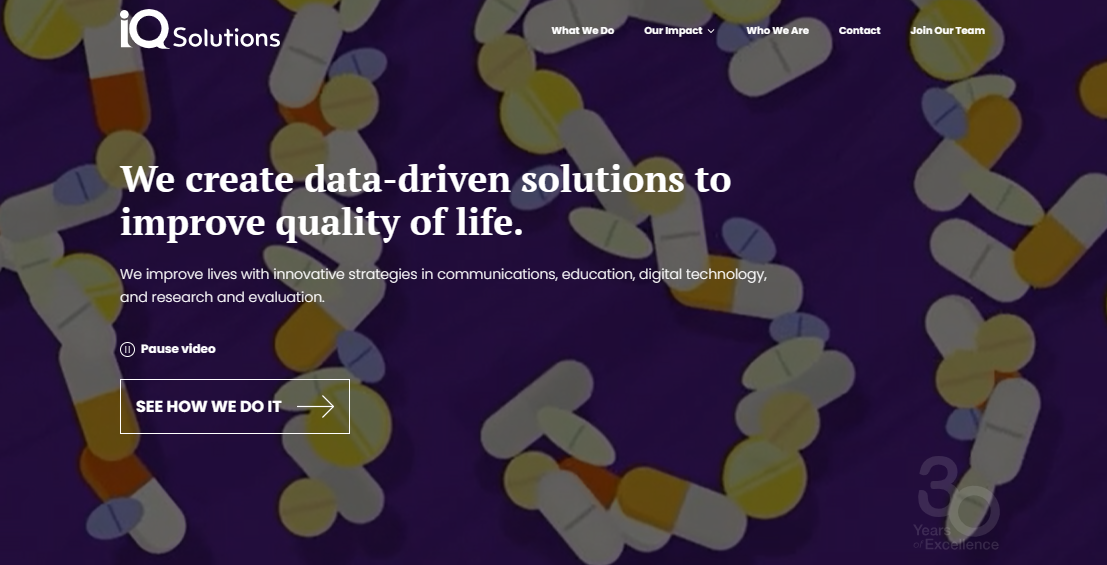 iQ Solutions
What We Do
Our Impact
Who We Are
Contact
Join Our Team
We create data-driven solutions to
improve quality of life.
We improve lives with innovative strategies in communications, education, digital technology,
and research and evaluation.
Pause video
SEE HOW WE DO IT
30
Years
of Excellence